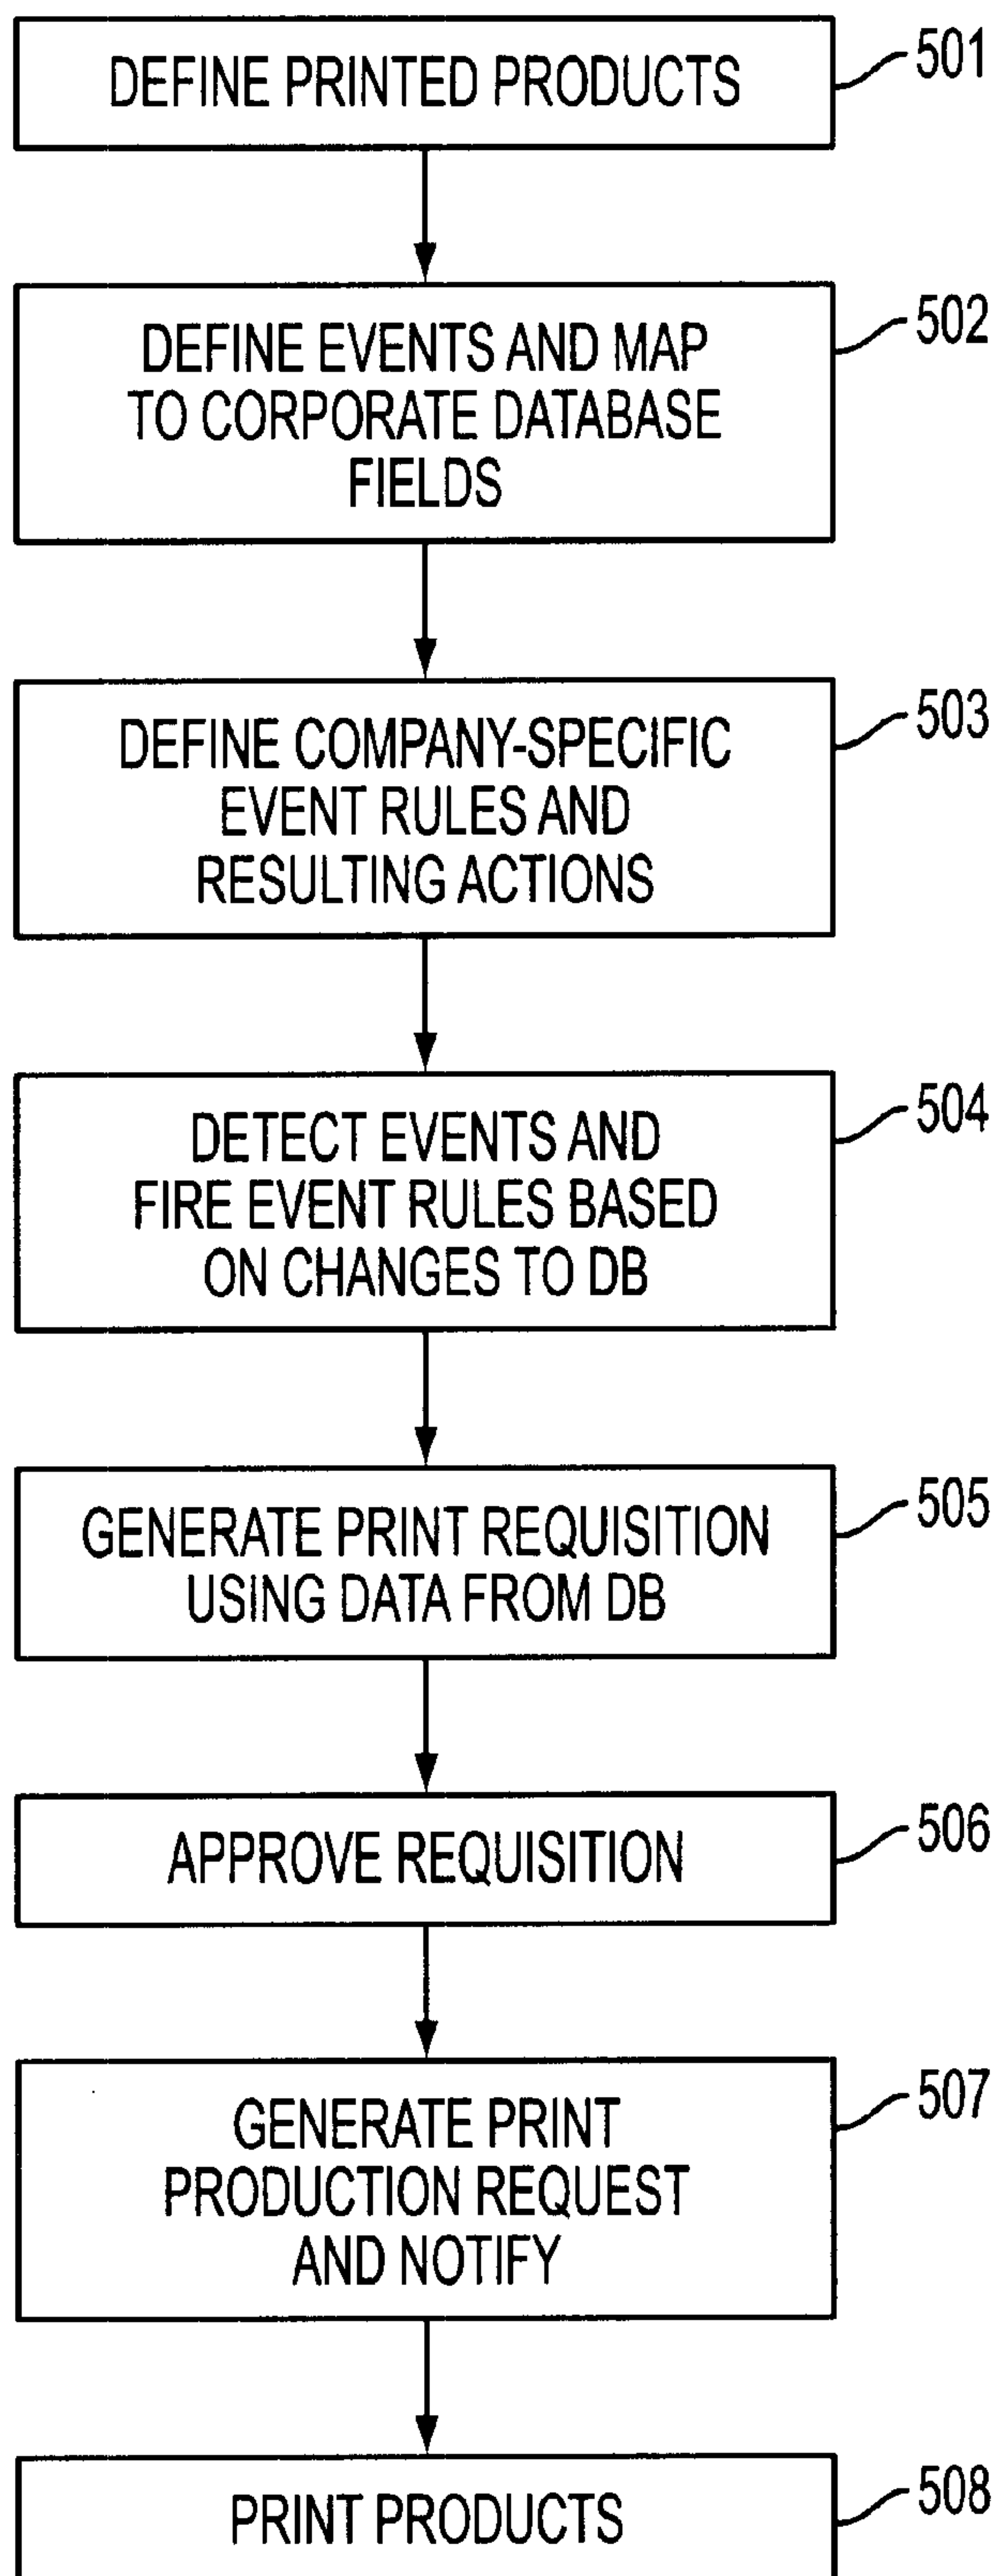 DEFINE PRINTED PRODUCTS
501
DEFINE EVENTS AND MAP
TO CORPORATE DATABASE
FIELDS
502
DEFINE COMPANY-SPECIFIC
EVENT RULES AND
RESULTING ACTIONS
503
DETECT EVENTS AND
FIRE EVENT RULES BASED
ON CHANGES TO DB
504
GENERATE PRINT REQUISITION
USING DATA FROM DB
505
APPROVE REQUISITION
506
GENERATE PRINT
PRODUCTION REQUEST
AND NOTIFY
507
PRINT PRODUCTS
508